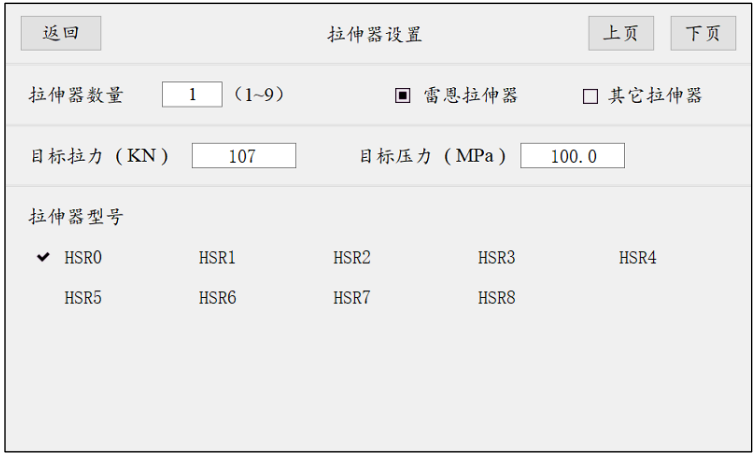 返回 拉伸器设置 上页 下页
拉伸器数量 1 （1~9） 雷恩拉伸器 其它拉伸器
目标拉力（KN） 107 目标压力（MPa） 100.0
拉伸器型号
HSR0 HSR1 HSR2 HSR3 HSR4
HSR5 HSR6 HSR7 HSR8